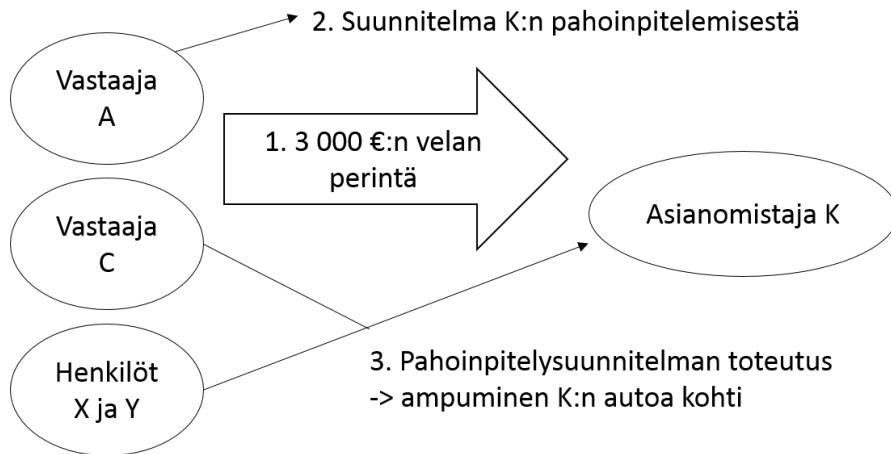 2. Suunnitelma K:n pahoinpitelemisestä
Vastaaja
A
1. 3 000 €:n velan
perintä
Vastaaja
C
Asianomistaja K
Henkilöt
X ja Y
3. Pahoinpitelysuunnitelman toteutus
-> ampuminen K:n autoa kohti